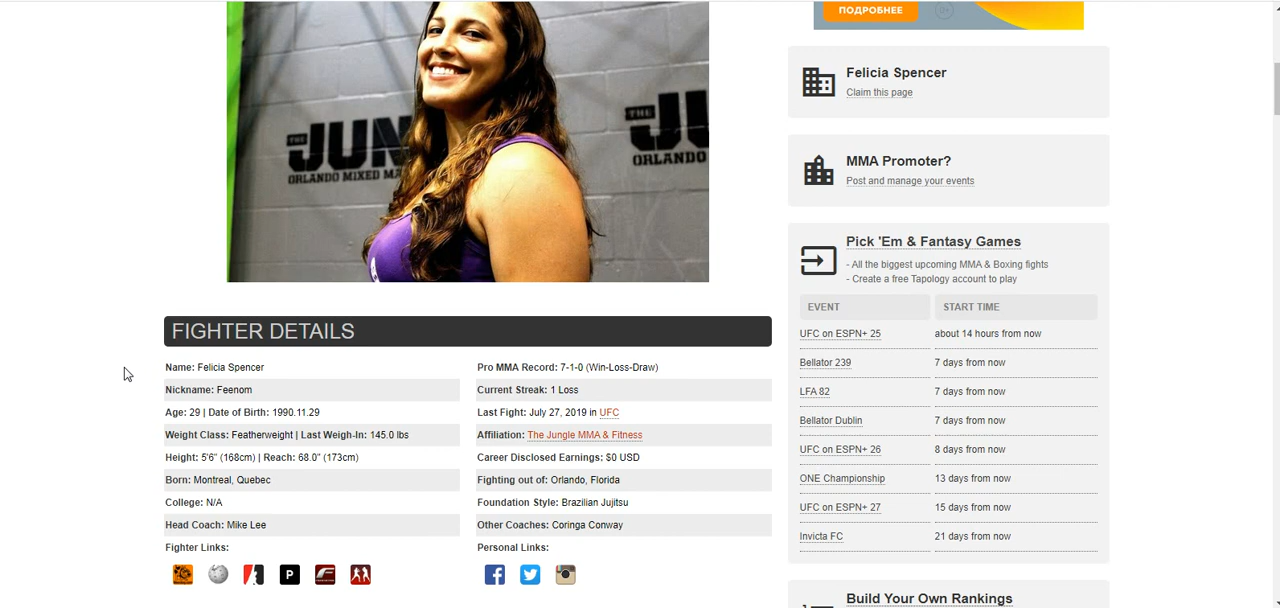 ПОДРОБНЕЕ
THE
JUN
ORLANDO MIXED MA
THE
JU
ORLANDO
Felicia Spencer
Claim this page
MMA Promoter?
Post and manage your events
Pick 'Em & Fantasy Games
- All the biggest upcoming MMA & Boxing fights
- Create a free Tapology account to play
EVENT START TIME
UFC on ESPN+ 25 about 14 hours from now
Bellator 239 7 days from now
LFA 82 7 days from now
Bellator Dublin 7 days from now
UFC on ESPN+ 26 8 days from now
ONE Championship 13 days from now
UFC on ESPN+ 27 15 days from now
Invicta FC 21 days from now
Build Your Own Rankings
FIGHTER DETAILS
Name: Felicia Spencer Pro MMA Record: 7-1-0 (Win-Loss-Draw)
Nickname: Feenom Current Streak: 1 Loss
Age: 29 | Date of Birth: 1990.11.29 Last Fight: July 27, 2019 in UFC
Weight Class: Featherweight | Last Weigh-In: 145.0 lbs Affiliation: The Jungle MMA & Fitness
Height: 5'6" (168cm) | Reach: 68.0" (173cm) Career Disclosed Earnings: $0 USD
Born: Montreal, Quebec Fighting out of: Orlando, Florida
College: N/A Foundation Style: Brazilian Jiujitsu
Head Coach: Mike Lee Other Coaches: Coringa Conway
Fighter Links: Personal Links:
P